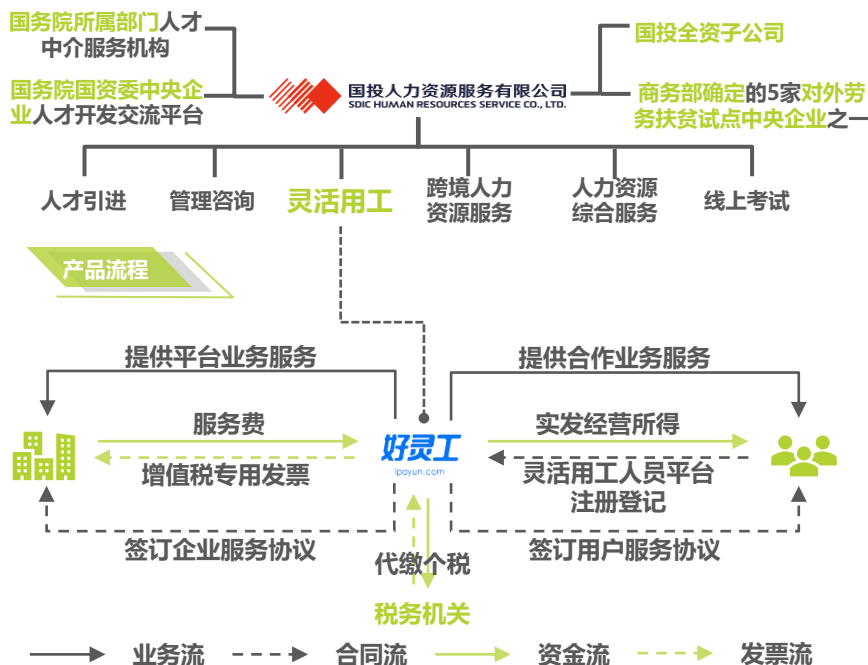 国务院所属部门人才
中介服务机构
国务院国资委中央企
业人才开发交流平台
国投人力资源服务有限公司
SDIC HUMAN RESOURCES SERVICE CO., LTD.
国投全资子公司
商务部确定的5家对外劳
务扶贫试点中央企业之一
人才引进
管理咨询
灵活用工
跨境人力
资源服务
人力资源
综合服务
线上考试
产品流程
提供平台业务服务
提供合作业务服务
服务费
增值税专用发票
好灵工
ipayun.com
实发经营所得
灵活用工人员平台
注册登记
签订企业服务协议
签订用户服务协议
代缴个税
税务机关
业务流
合同流
资金流
发票流